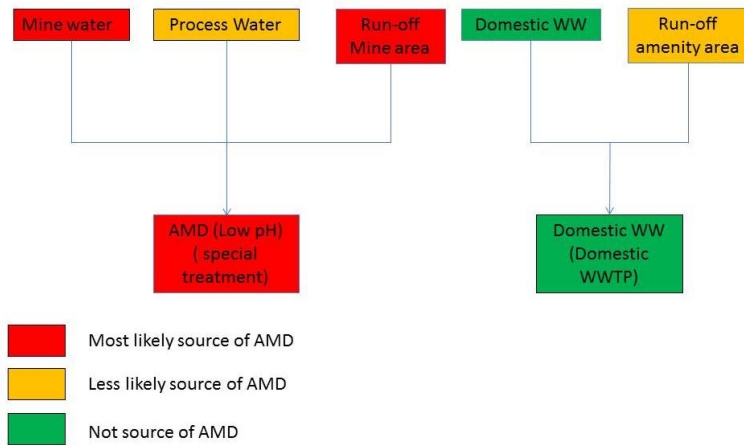 Mine water
Process Water
Run-off
Mine area
Domestic WW
Run-off
amenity area
AMD (Low pH)
( special
treatment)
Domestic WW
(Domestic
WWTP)
Most likely source of AMD
Less likely source of AMD
Not source of AMD